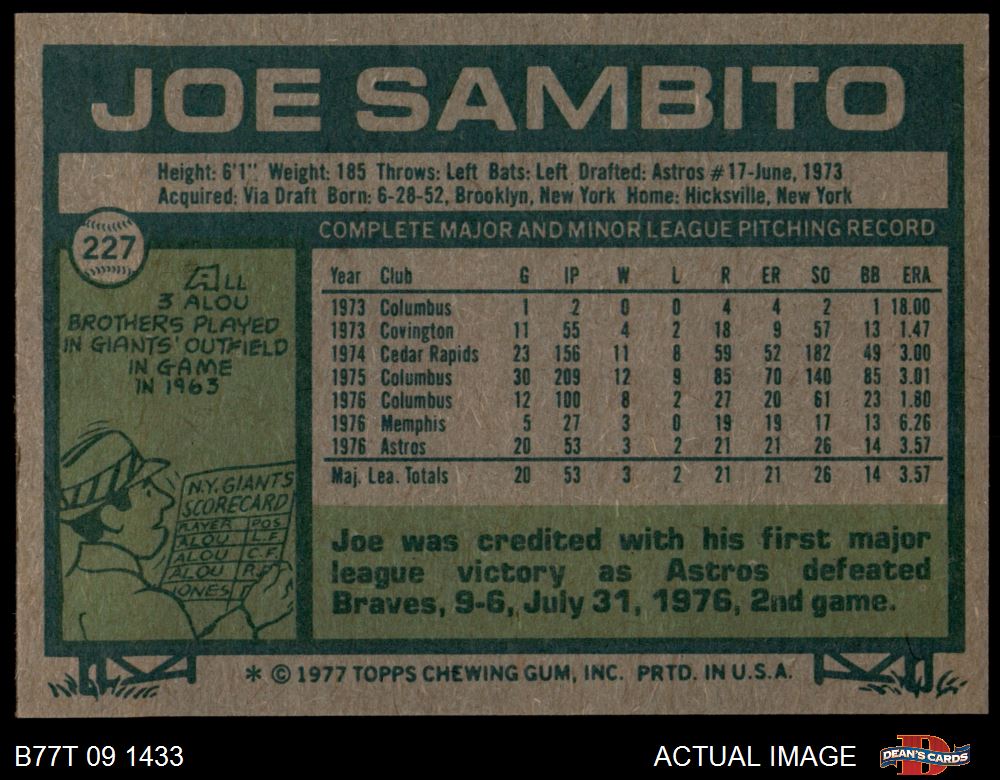 JOE SAMBITO
Height: 6'1" Weight: 185 Throws: Left Bats: Left Drafted: Astros #17-June, 1973
Acquired: Via Draft Born: 6-28-52, Brooklyn, New York Home: Hicksville, New York
227
ALL
3 ALOU
BROTHERS PLAYED
IN GIANTS' OUTFIELD
IN GAME
IN 1963
N.Y. GIANTS
SCORECARD
PLAYER POS
ALOU L.F.
ALOU C.F.
ALOU R.F
JONES
COMPLETE MAJOR AND MINOR LEAGUE PITCHING RECORD
Year Club G IP W L R ER SO BB ERA
1973 Columbus 1 2 0 0 4 4 2 1 18.00
1973 Covington 11 55 4 2 18 9 57 13 1.47
1974 Cedar Rapids 23 156 11 8 59 52 182 49 3.00
1975 Columbus 30 209 12 9 85 70 140 85 3.01
1976 Columbus 12 100 8 2 27 20 61 23 1.80
1976 Memphis 5 27 3 0 19 19 17 13 6.26
1976 Astros 20 53 3 2 21 21 26 14 3.57
Maj. Lea. Totals 20 53 3 2 21 21 26 14 3.57
Joe was credited with his first major
league victory as Astros defeated
Braves, 9-6, July 31, 1976, 2nd game.
* © 1977 TOPPS CHEWING GUM, INC. PRTD. IN U.S.A.
B77T 09 1433 ACTUAL IMAGE DEAN'S CARDS